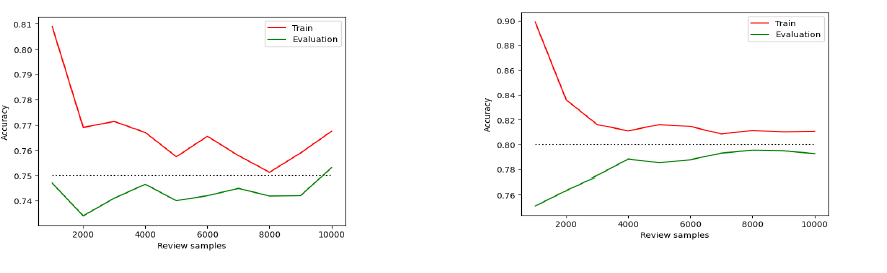 0.81
0.80
0.79
0.78
0.77
0.76
0.75
0.74
Accuracy
Train
Evaluation
2000 4000 6000 8000 10000
Review samples
0.90
0.88
0.86
0.84
0.82
0.80
0.78
0.76
Accuracy
Train
Evaluation
2000 4000 6000 8000 10000
Review samples